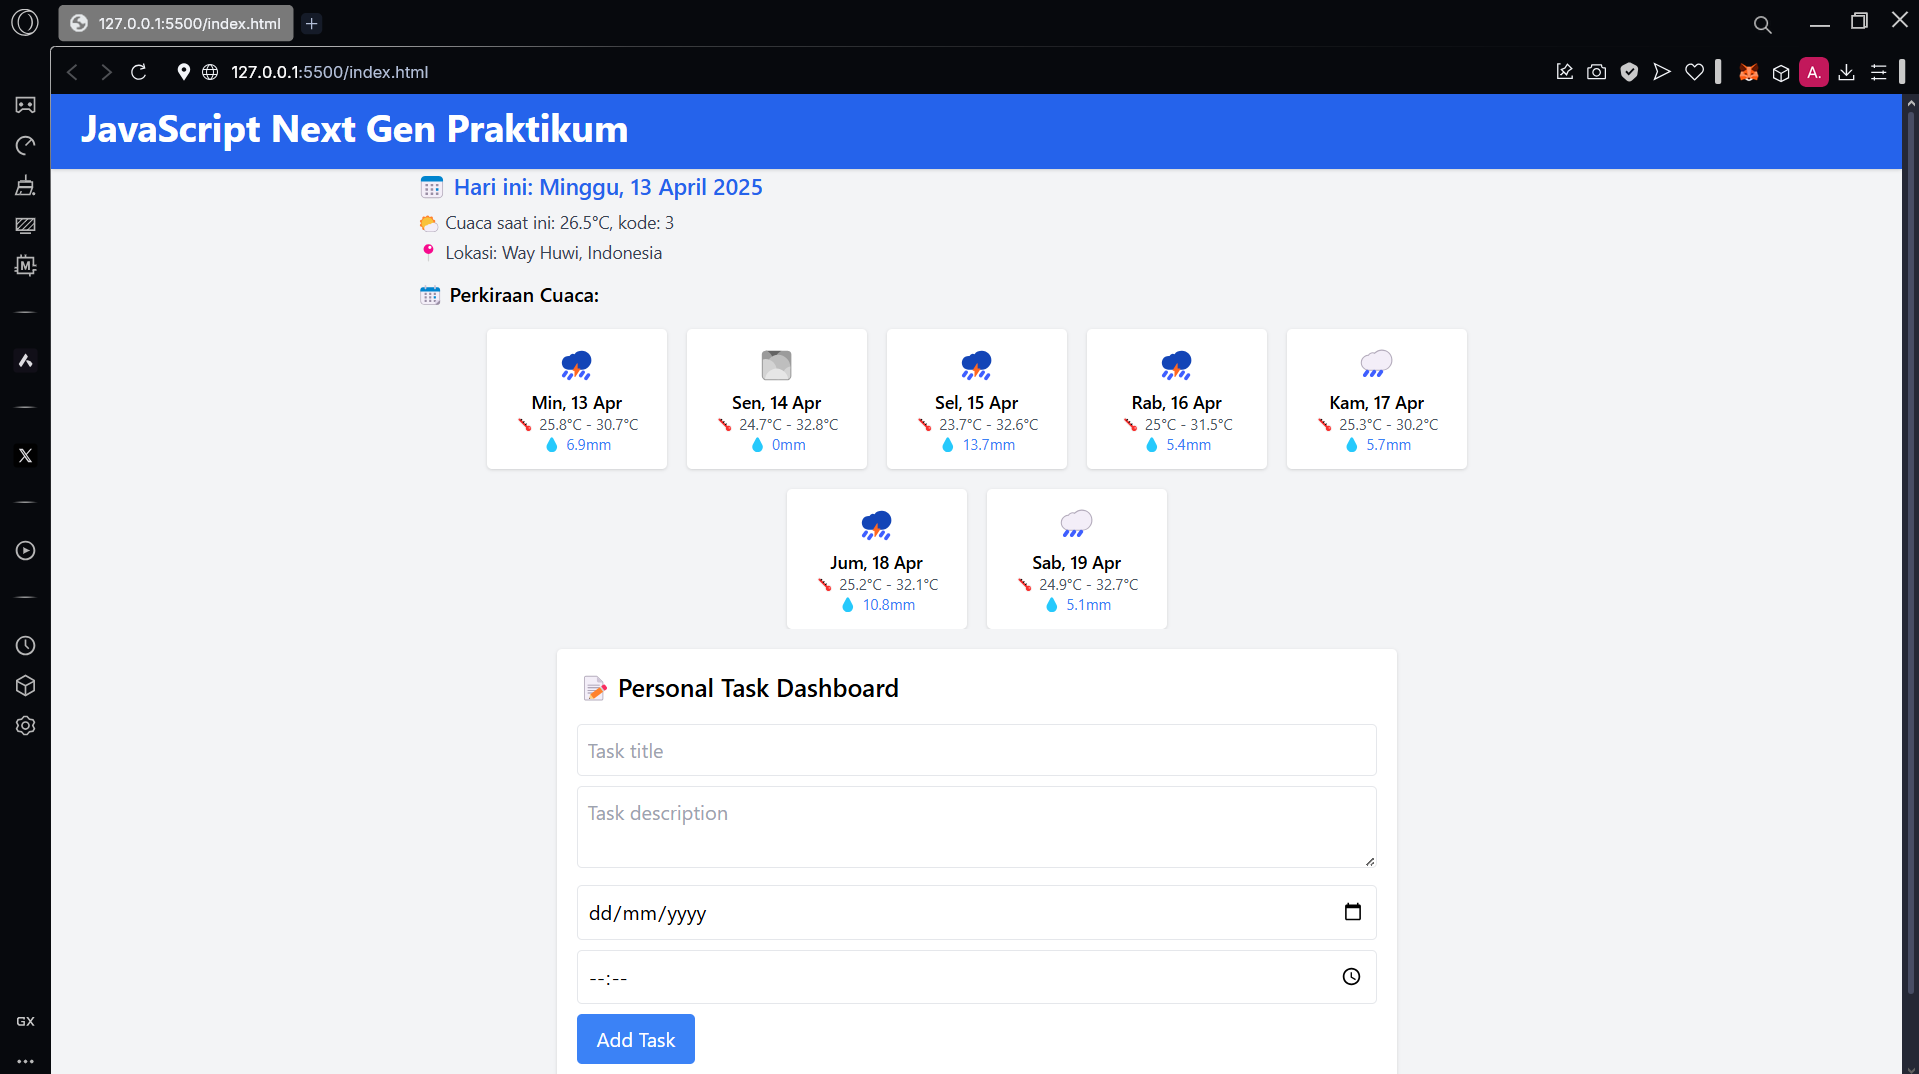 127.0.0.1:5500/index.html
127.0.0.1:5500/index.html
A.
JavaScript Next Gen Praktikum
Hari ini: Minggu, 13 April 2025
Cuaca saat ini: 26.5°C, kode: 3
Lokasi: Way Huwi, Indonesia
Perkiraan Cuaca:
Min, 13 Apr
25.8°C - 30.7°C
6.9mm
Sen, 14 Apr
24.7°C - 32.8°C
0mm
Sel, 15 Apr
23.7°C - 32.6°C
13.7mm
Rab, 16 Apr
25°C - 31.5°C
5.4mm
Kam, 17 Apr
25.3°C - 30.2°C
5.7mm
Jum, 18 Apr
25.2°C - 32.1°C
10.8mm
Sab, 19 Apr
24.9°C - 32.7°C
5.1mm
Personal Task Dashboard
Task title
Task description
dd/mm/yyyy
--:--
Add Task
M
X
GX